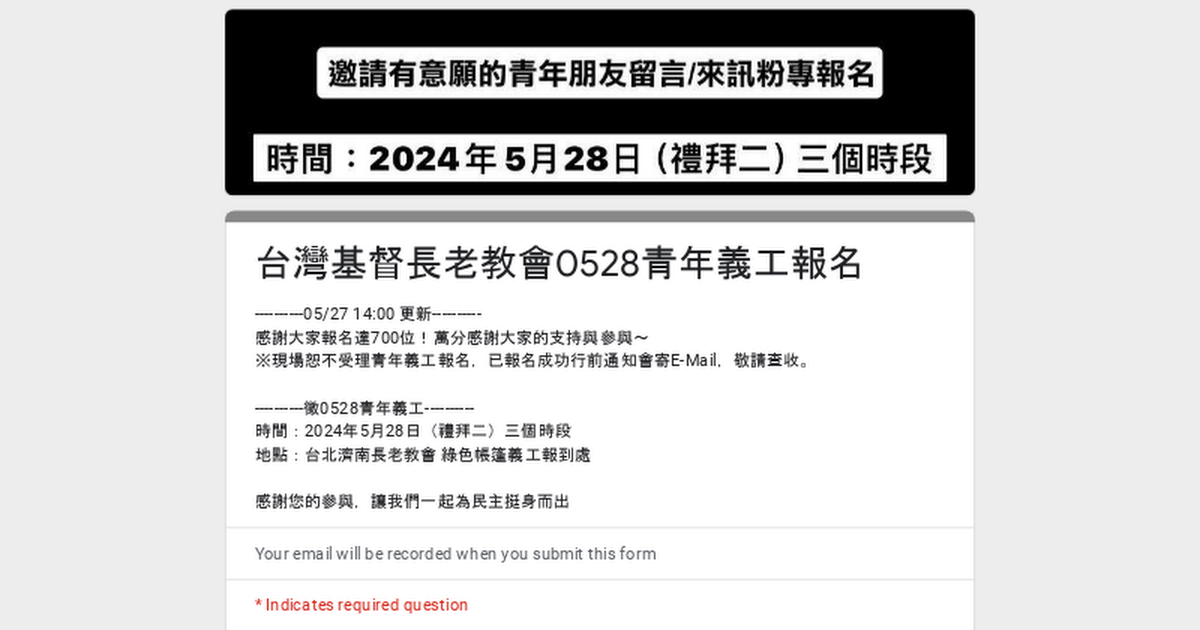 邀請有意願的青年朋友留言/來訊粉專報名
時間：2024年5月28日（禮拜二）三個時段
台灣基督長老教會0528青年義工報名
----------05/27 14:00 更新----------
感謝大家報名達700位！萬分感謝大家的支持與參與～
※現場恕不受理青年義工報名，已報名成功行前通知會寄E-Mail，敬請查收。
----------徵0528青年義工----------
時間：2024年5月28日（禮拜二）三個時段
地點：台北濟南長老教會 綠色帳篷義工報到處
感謝您的參與，讓我們一起為民主挺身而出
Your email will be recorded when you submit this form
* Indicates required question